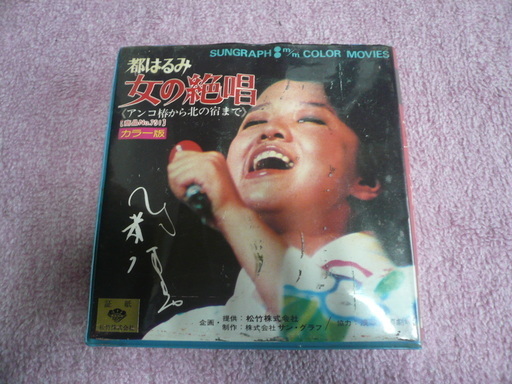 SUNGRAPH 8m/m COLOR MOVIES
都はるみ
女の絶唱
《アンコ椿から北の宿まで》
カラー版
証紙
企画・提供：松竹株式会社
制作：株式会社サン・グラフ